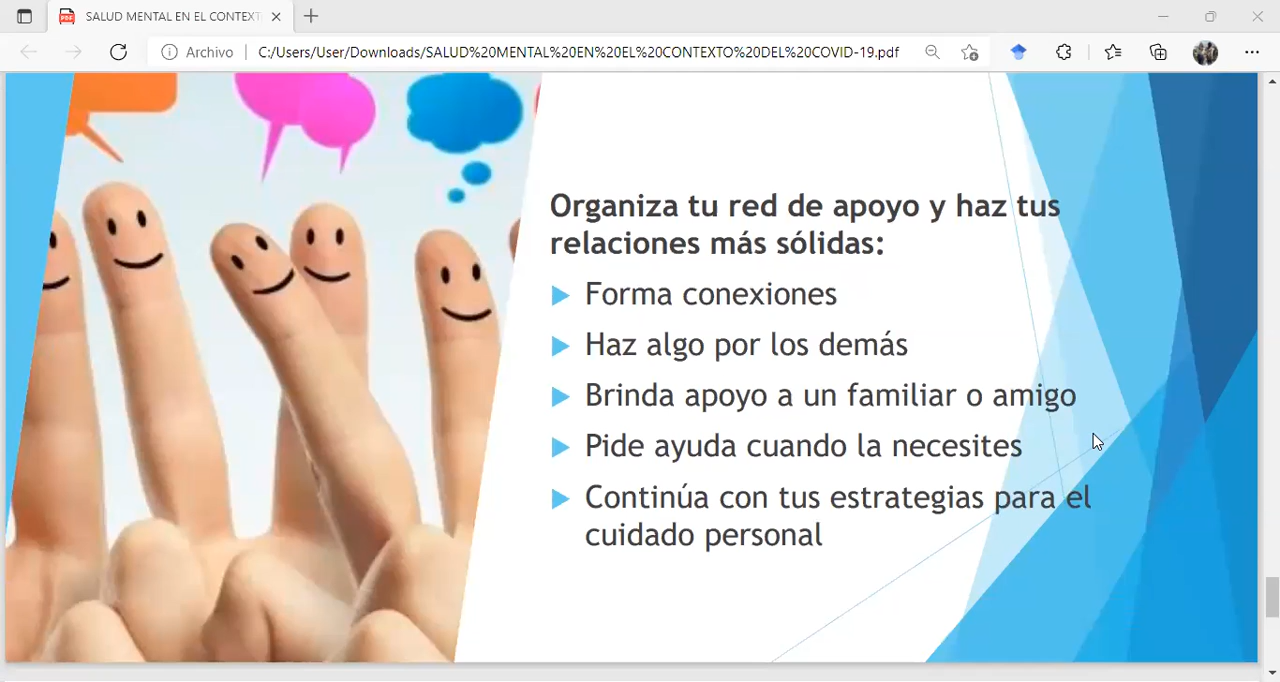 SALUD MENTAL EN EL CONTEXT
Archivo
C:/Users/User/Downloads/SALUD%20MENTAL%20EN%20EL%20CONTEXTO%20DEL%20COVID-19.pdf
Organiza tu red de apoyo y haz tus
relaciones más sólidas:
Forma conexiones
Haz algo por los demás
Brinda apoyo a un familiar o amigo
Pide ayuda cuando la necesites
Continúa con tus estrategias para el
cuidado personal